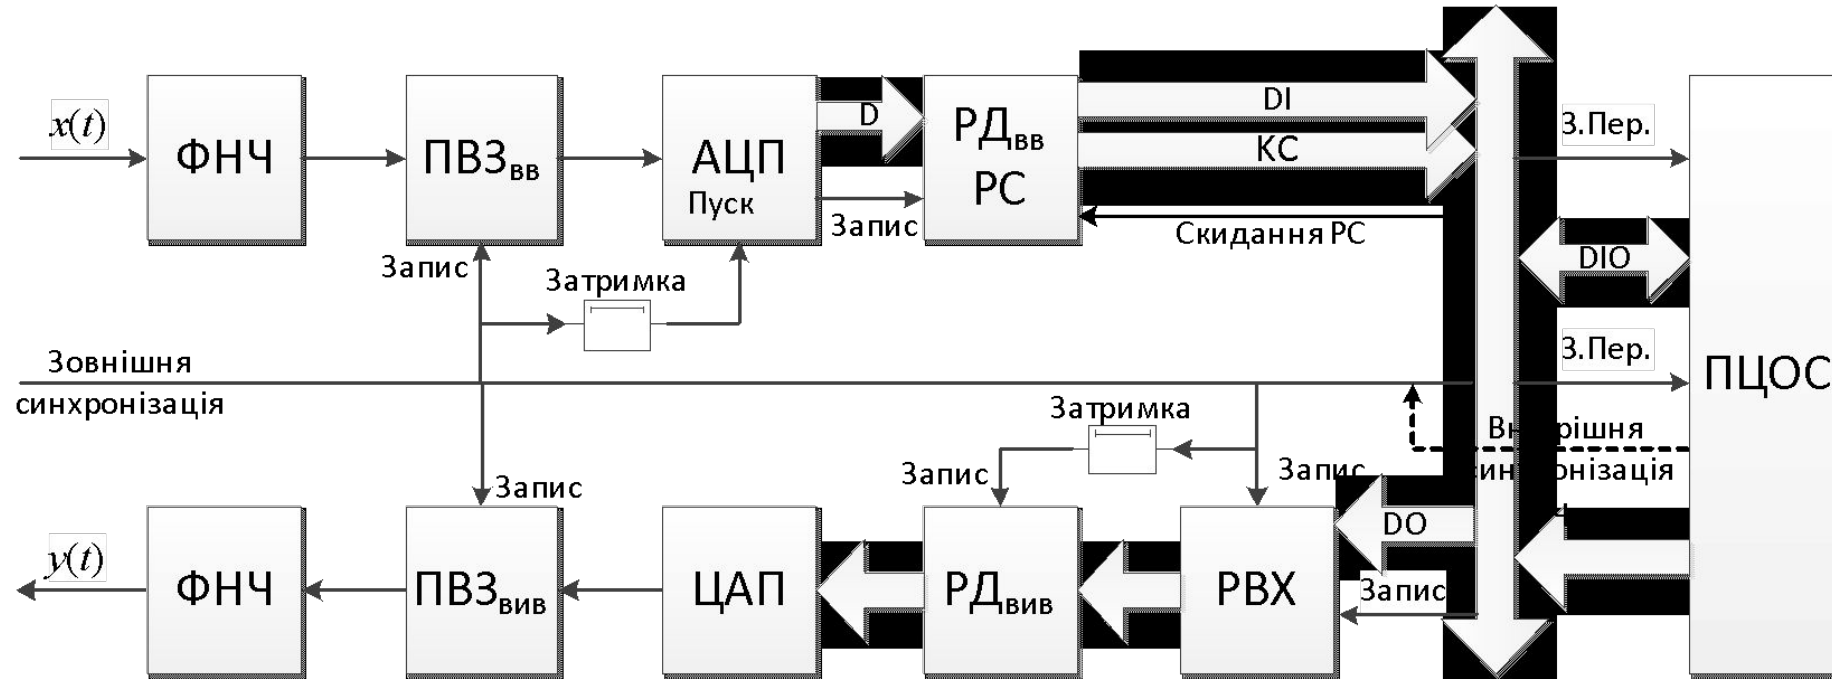 x(t)
ФНЧ
ПВЗвв
АЦП
Пуск
D
Запис
РДвв
РС
DI
КС
Скидання РС
З.Пер.
DIO
З.Пер.
ПЦОС
Запис
Затримка
Зовнішня
синхронізація
Затримка
Запис
Запис
Запис
DO
Запис
y(t)
ФНЧ
ПВЗвив
ЦАП
РДвив
РВХ